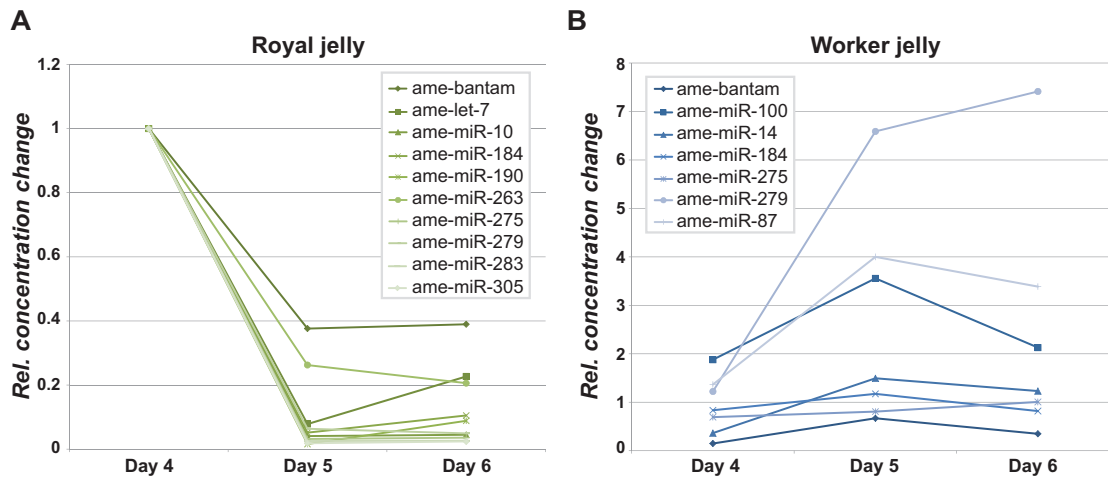 A
Royal jelly
Rel. concentration change
1.2
1
0.8
0.6
0.4
0.2
0
ame-bantam
ame-let-7
ame-miR-10
ame-miR-184
ame-miR-190
ame-miR-263
ame-miR-275
ame-miR-279
ame-miR-283
ame-miR-305
Day 4 Day 5 Day 6
B
Worker jelly
Rel. concentration change
8
7
6
5
4
3
2
1
0
ame-bantam
ame-miR-100
ame-miR-14
ame-miR-184
ame-miR-275
ame-miR-279
ame-miR-87
Day 4 Day 5 Day 6